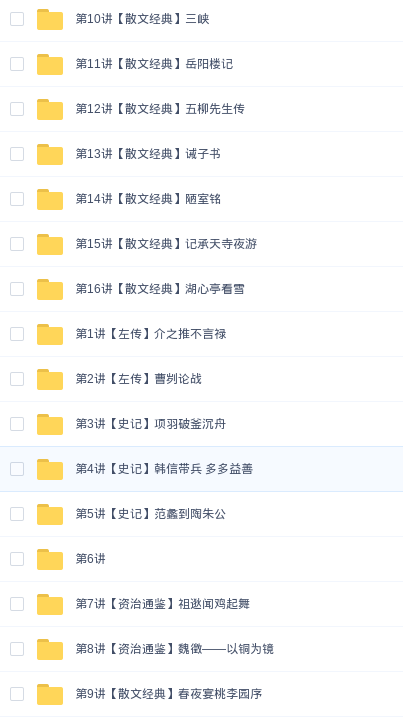 第10讲【散文经典】三峡
第11讲【散文经典】岳阳楼记
第12讲【散文经典】五柳先生传
第13讲【散文经典】诫子书
第14讲【散文经典】陋室铭
第15讲【散文经典】记承天寺夜游
第16讲【散文经典】湖心亭看雪
第1讲【左传】介之推不言禄
第2讲【左传】曹刿论战
第3讲【史记】项羽破釜沉舟
第4讲【史记】韩信带兵 多多益善
第5讲【史记】范蠡到陶朱公
第6讲
第7讲【资治通鉴】祖逖闻鸡起舞
第8讲【资治通鉴】魏徵——以铜为镜
第9讲【散文经典】春夜宴桃李园序